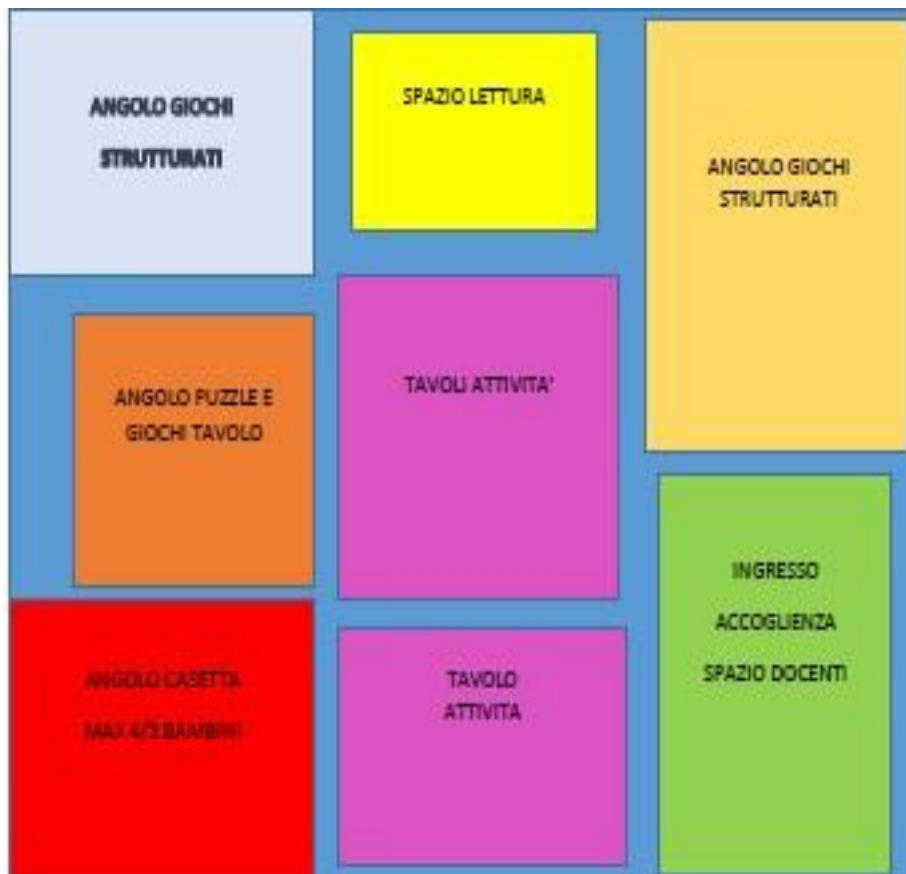 ANGOLO GIOCHI
STRUTTURATI
SPAZIO LETTURA
ANGOLO GIOCHI
STRUTTURATI
ANGOLO PUZZLE E
GIOCHI TAVOLO
TAVOLI ATTIVITA'
INGRESSO
ACCOGLIENZA
SPAZIO DOCENTI
ANGOLO CASETTA
MAX BAMBINI
TAVOLO
ATTIVITA